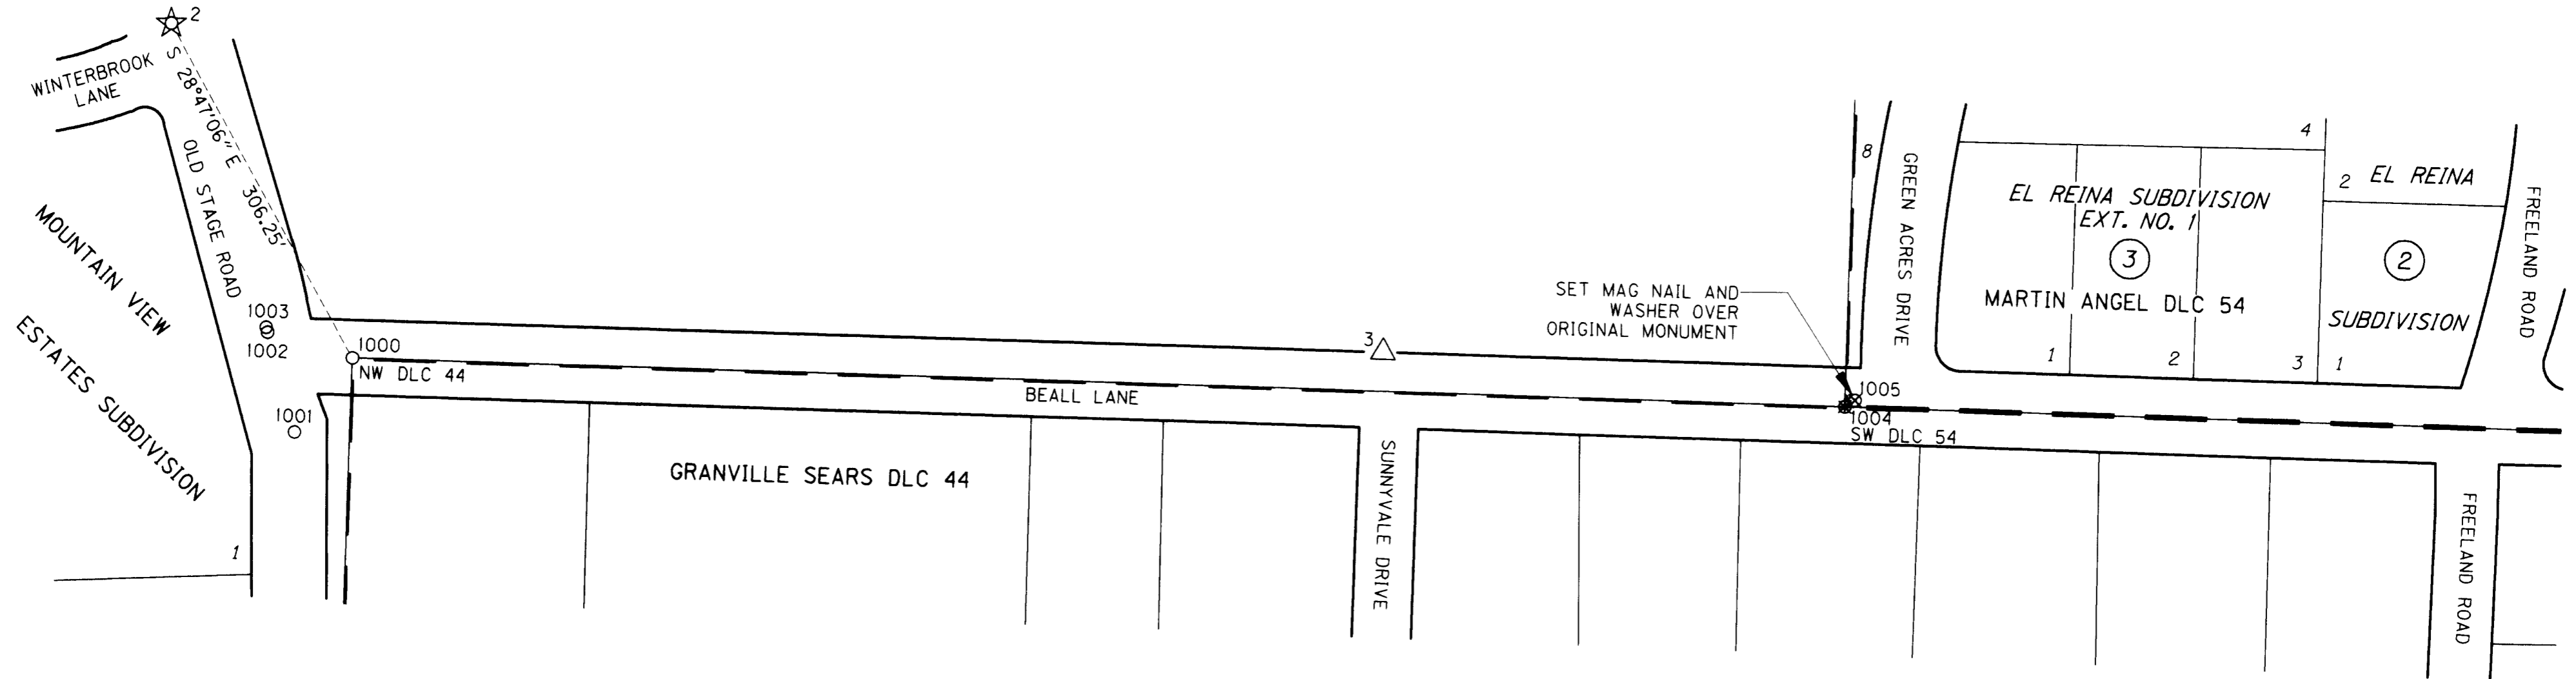 2
WINTERBROOK
LANE
S 28°47'06" E 306.25'
OLD STAGE ROAD
MOUNTAIN VIEW
ESTATES SUBDIVISION
1003
1002
1001
1
1000
NW DLC 44
BEALL LANE
GRANVILLE SEARS DLC 44
3
SUNNYVALE DRIVE
SET MAG NAIL AND
WASHER OVER
ORIGINAL MONUMENT
8
GREEN ACRES DRIVE
1005
1004
SW DLC 54
4
EL REINA SUBDIVISION
EXT. NO. 1
3
MARTIN ANGEL DLC 54
1
2
3
2 EL REINA
2
SUBDIVISION
1
FREELAND ROAD
FREELAND ROAD